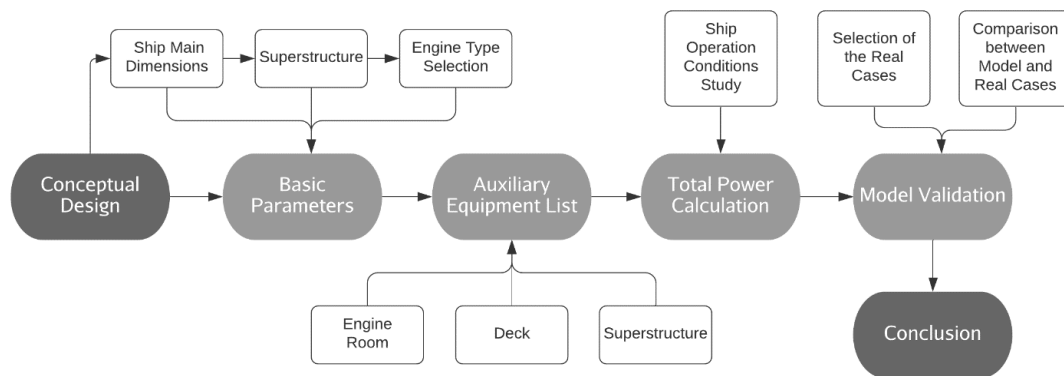 Ship Main
Dimensions
Superstructure
Engine Type
Selection
Ship
Operation
Conditions
Study
Selection
of the Real
Cases
Comparison
between
Model and
Real Cases
Conceptual
Design
Basic
Parameters
Auxiliary
Equipment List
Total Power
Calculation
Model Validation
Engine
Room
Deck
Superstructure
Conclusion